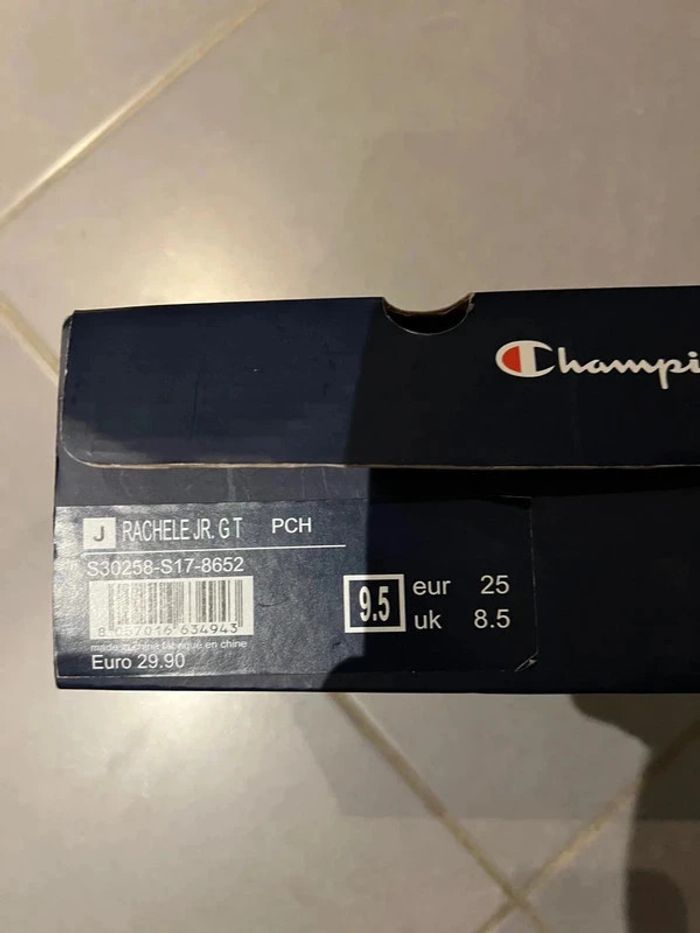 Champi
J RACHELE JR. G T PCH
S30258-S17-8652
9.5 eur 25
uk 8.5
8 057016 634943
made in china fabriqué en chine
Euro 29.90